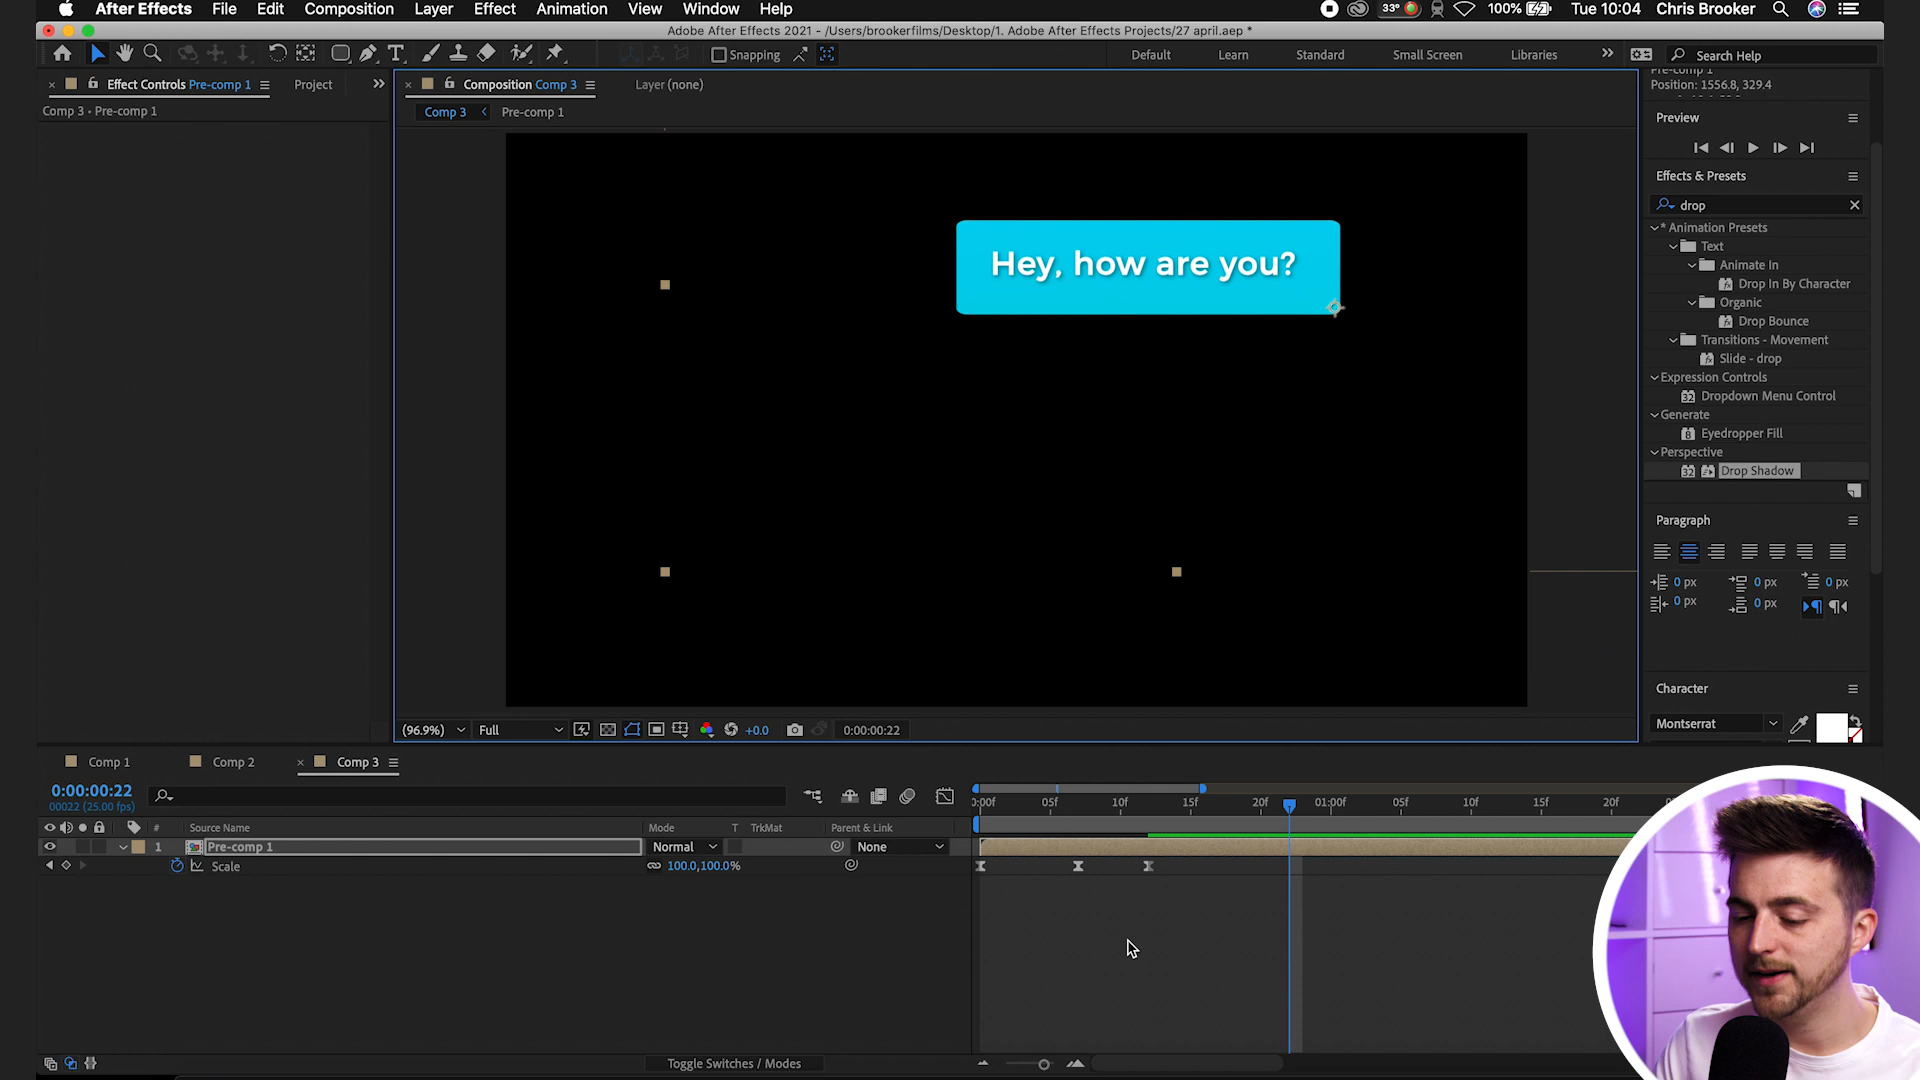 After Effects File Edit Composition Layer Effect Animation View Window Help 33° 100% Tue 10:04 Chris Brooker
Adobe After Effects 2021 - /Users/brookerfilms/Desktop/1. Adobe After Effects Projects/27 april.aep *
Snapping Default Learn Standard Small Screen Libraries Search Help
Effect Controls Pre-comp 1 Project Composition Comp 3 Layer (none)
Comp 3 • Pre-comp 1
Comp 3 Pre-comp 1
Hey, how are you?
(96.9%) Full +0.0 0:00:00:22
Pre-comp 1
Position: 1556.8, 329.4
Preview
Effects & Presets
drop
* Animation Presets
Text
Animate In
Drop In By Character
Organic
Drop Bounce
Transitions - Movement
Slide - drop
Expression Controls
32 Dropdown Menu Control
Generate
8 Eyedropper Fill
Perspective
32 Drop Shadow
Paragraph
0 px 0 px 0 px
0 px 0 px
Character
Montserrat
Comp 1 Comp 2 Comp 3
0:00:00:22
00022 (25.00 fps)
# Source Name Mode T TrkMat Parent & Link
1 Pre-comp 1 Normal None
Scale 100.0,100.0%
:00f 05f 10f 15f 20f 01:00f 05f 10f 15f 20f
Toggle Switches / Modes